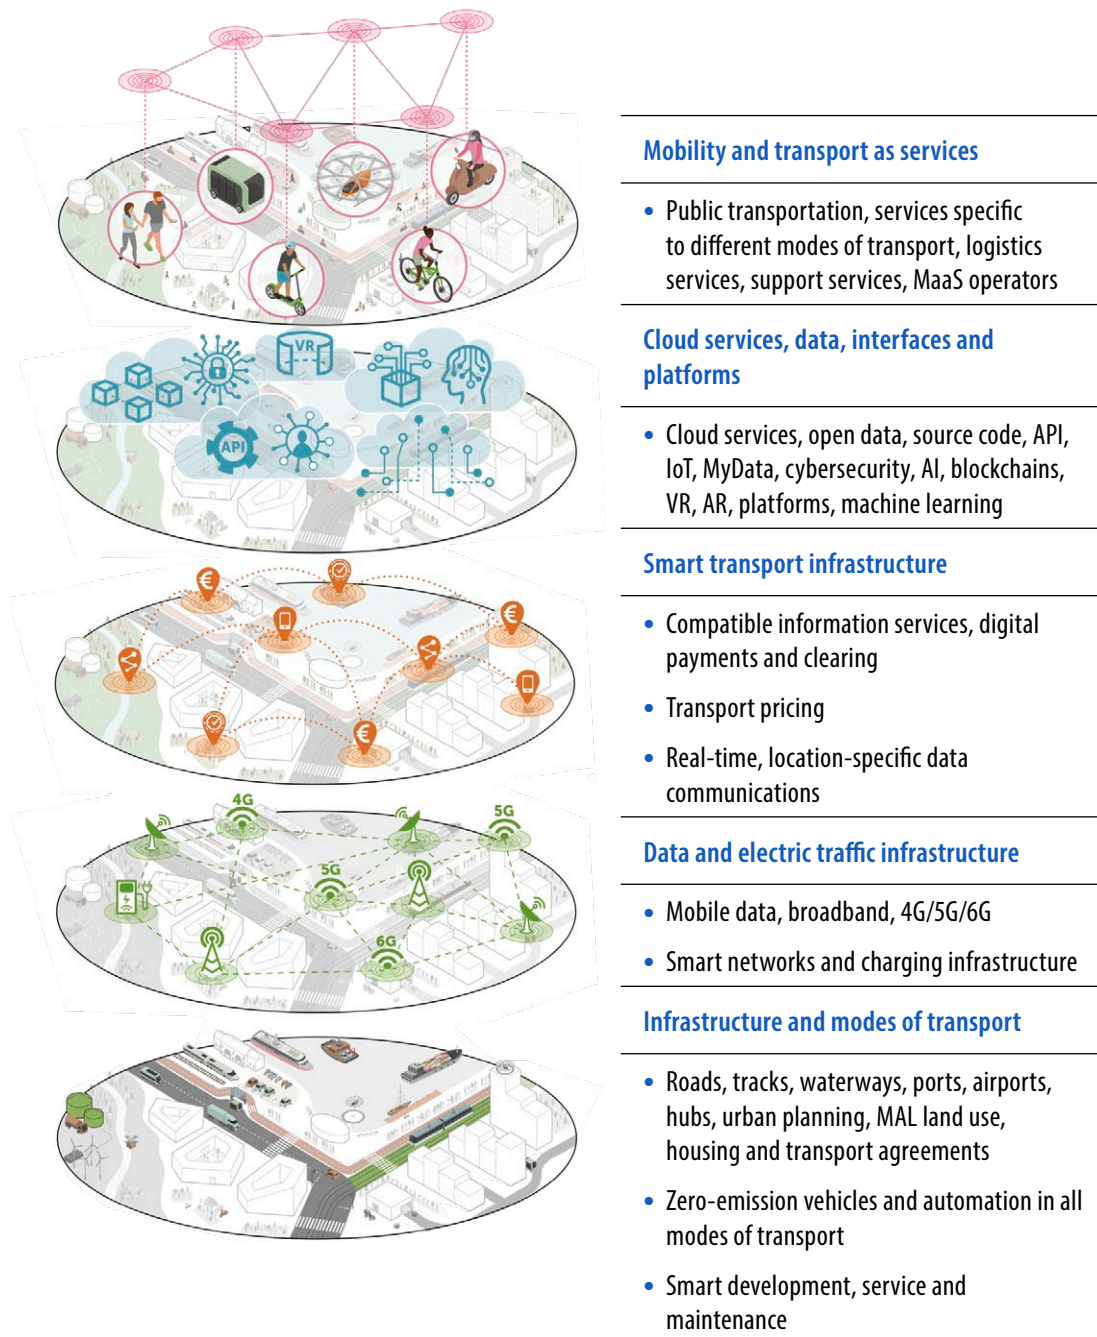 Mobility and transport as services
• Public transportation, services specific
to different modes of transport, logistics
services, support services, MaaS operators
VR
API
Cloud services, data, interfaces and
platforms
• Cloud services, open data, source code, API,
IoT, MyData, cybersecurity, AI, blockchains,
VR, AR, platforms, machine learning
€
€
€
Smart transport infrastructure
• Compatible information services, digital
payments and clearing
• Transport pricing
• Real-time, location-specific data
communications
4G
5G
5G
6G
Data and electric traffic infrastructure
• Mobile data, broadband, 4G/5G/6G
• Smart networks and charging infrastructure
Infrastructure and modes of transport
• Roads, tracks, waterways, ports, airports,
hubs, urban planning, MAL land use,
housing and transport agreements
• Zero-emission vehicles and automation in all
modes of transport
• Smart development, service and
maintenance